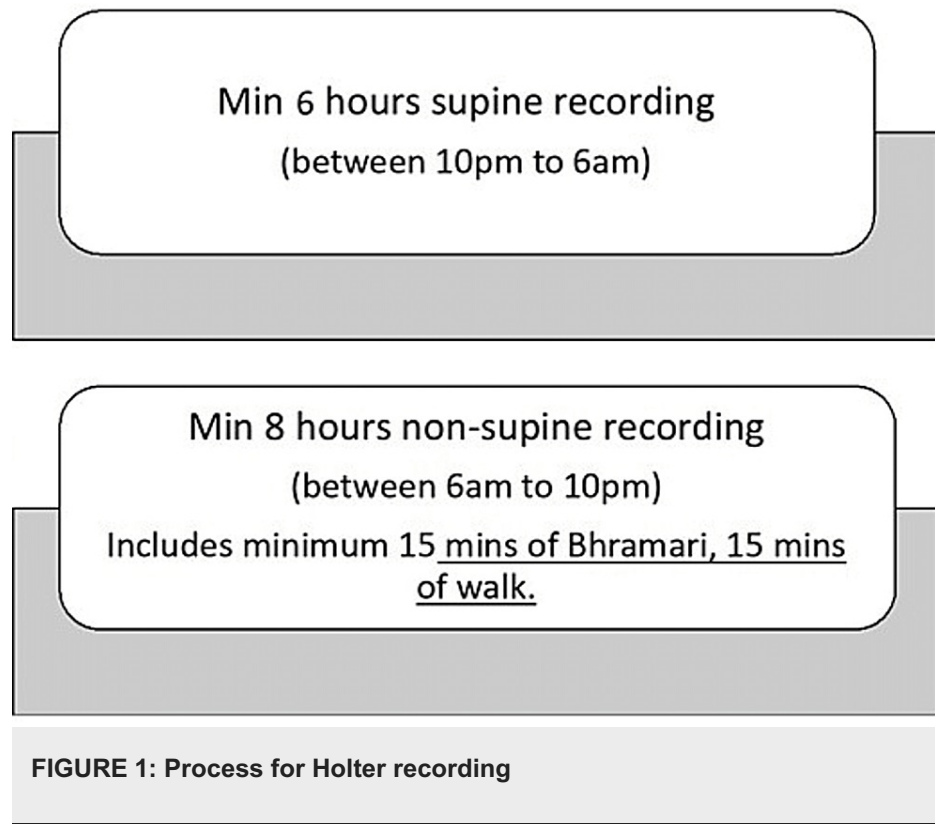 Min 6 hours supine recording
(between 10pm to 6am)
Min 8 hours non-supine recording
(between 6am to 10pm)
Includes minimum 15 mins of Bhramari, 15 mins
of walk.
FIGURE 1: Process for Holter recording